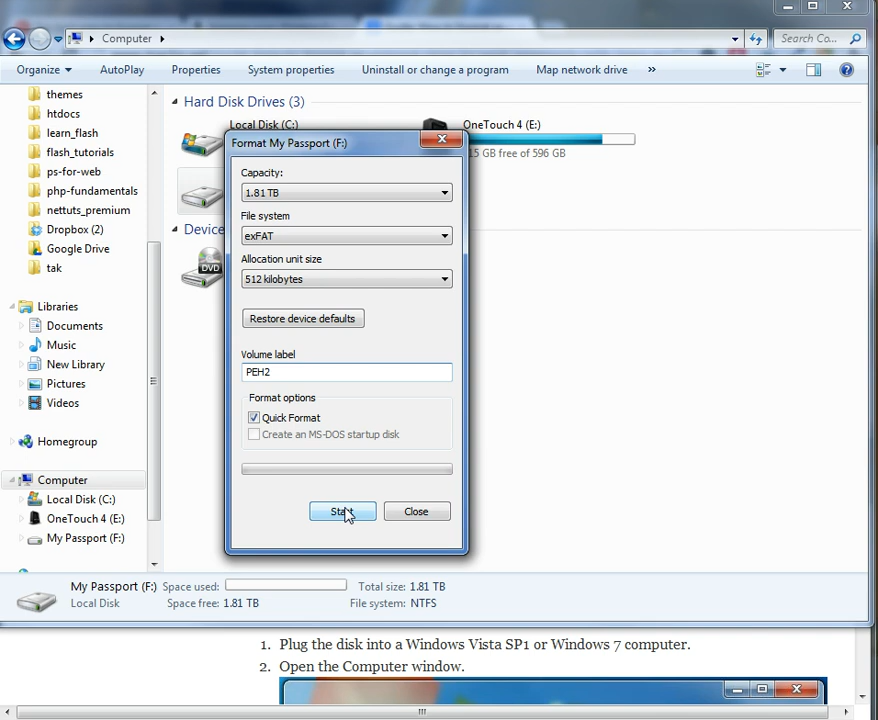 Computer
Search Co...
Organize AutoPlay Properties System properties Uninstall or change a program Map network drive »
themes
htdocs
learn_flash
flash_tutorials
ps-for-web
php-fundamentals
nettuts_premium
Dropbox (2)
Google Drive
tak
Libraries
Documents
Music
New Library
Pictures
Videos
Homegroup
Computer
Local Disk (C:)
OneTouch 4 (E:)
My Passport (F:)
Hard Disk Drives (3)
Local Disk (C:)
OneTouch 4 (E:)
GB free of 596 GB
DVD
Format My Passport (F:)
Capacity:
1.81 TB
File system
exFAT
Allocation unit size
512 kilobytes
Restore device defaults
Volume label
PEH2
Format options
Quick Format
Create an MS-DOS startup disk
Start Close
My Passport (F:) Space used: Total size: 1.81 TB
Local Disk Space free: 1.81 TB File system: NTFS
1. Plug the disk into a Windows Vista SP1 or Windows 7 computer.
2. Open the Computer window.